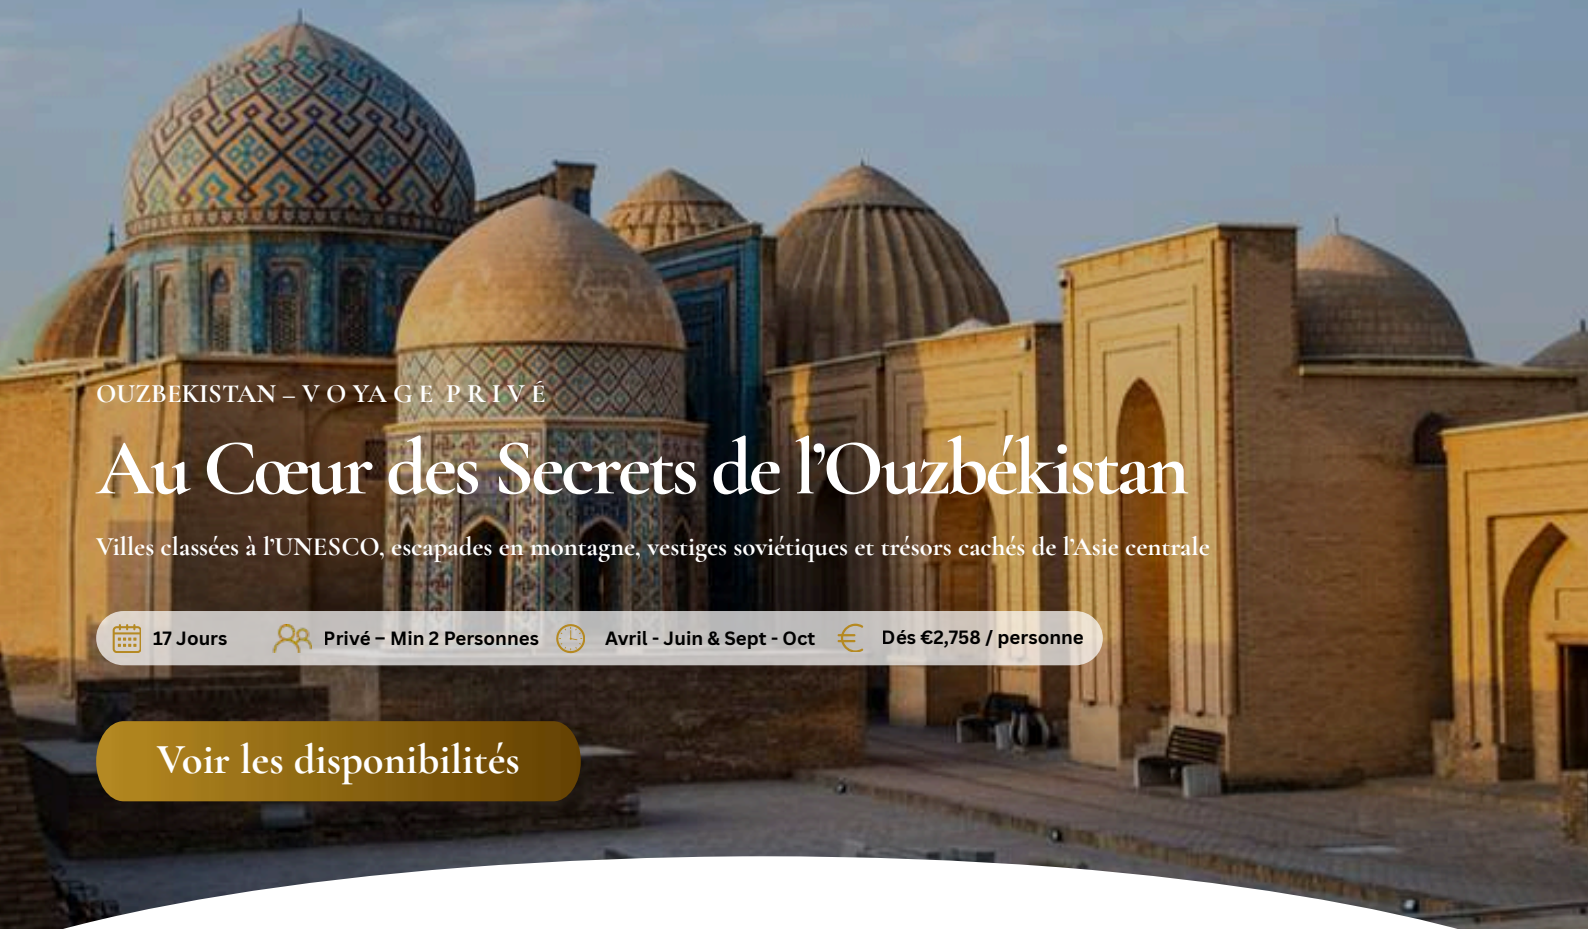 OUZBEKISTAN – VOYAGE PRIVÉ
Au Cœur des Secrets de l’Ouzbékistan
Villes classées à l’UNESCO, escapades en montagne, vestiges soviétiques et trésors cachés de l’Asie centrale
17 Jours Privé – Min 2 Personnes Avril - Juin & Sept - Oct Dés €2,758 / personne
Voir les disponibilités